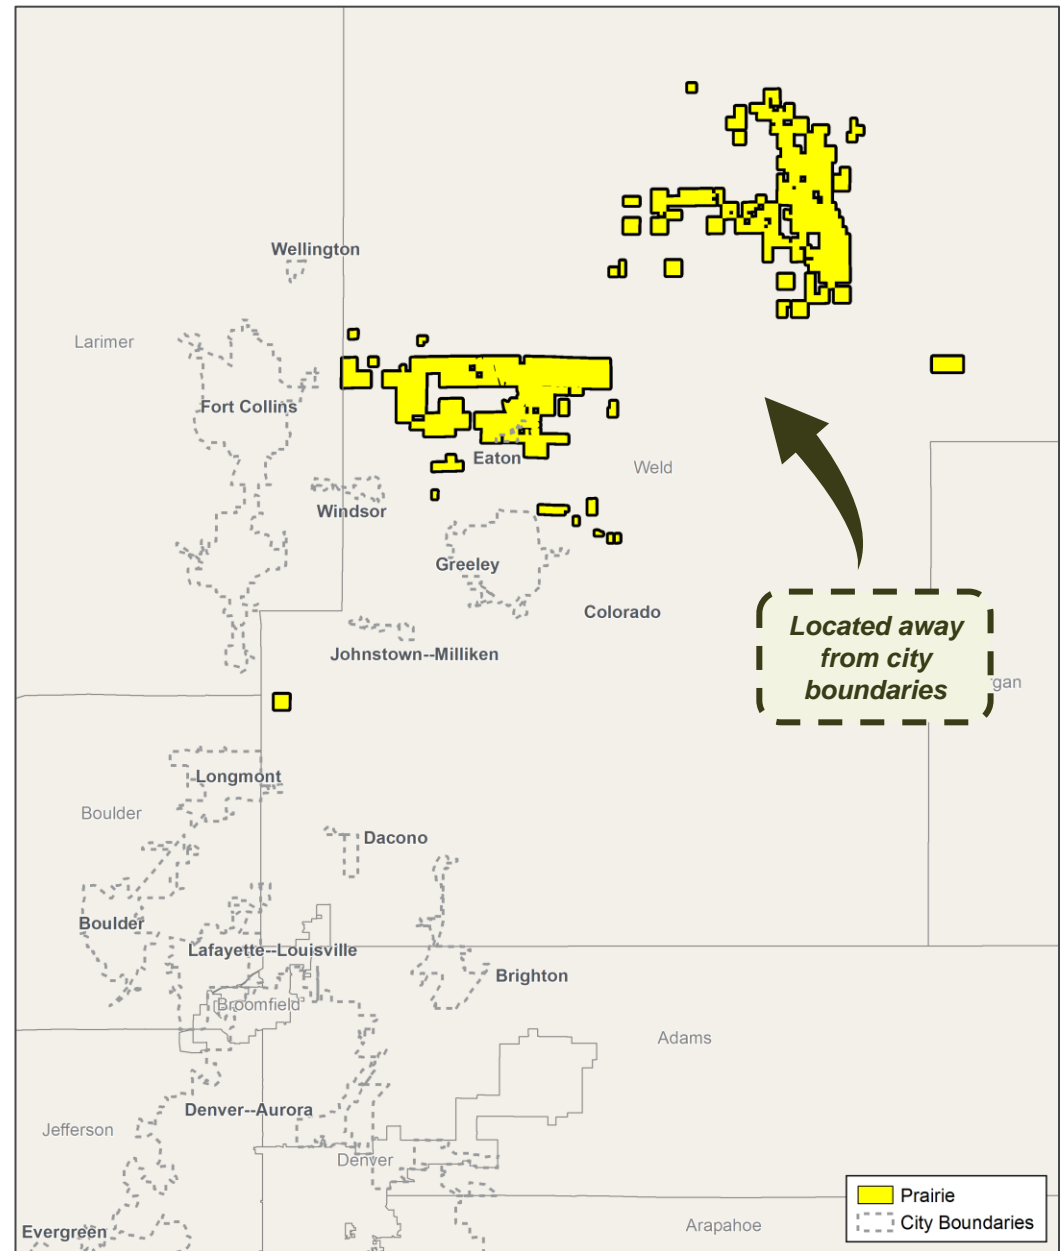 Wellington
Larimer
Fort Collins
Eaton
Weld
Windsor
Greeley
Colorado
Located away
from city
boundaries
Johnstown--Milliken
rgan
Longmont
Boulder
Dacono
Boulder
Lafayette--Louisville
Brighton
Broomfield
Adams
Denver--Aurora
Jefferson
Denver
Prairie
City Boundaries
Arapahoe
Evergreen